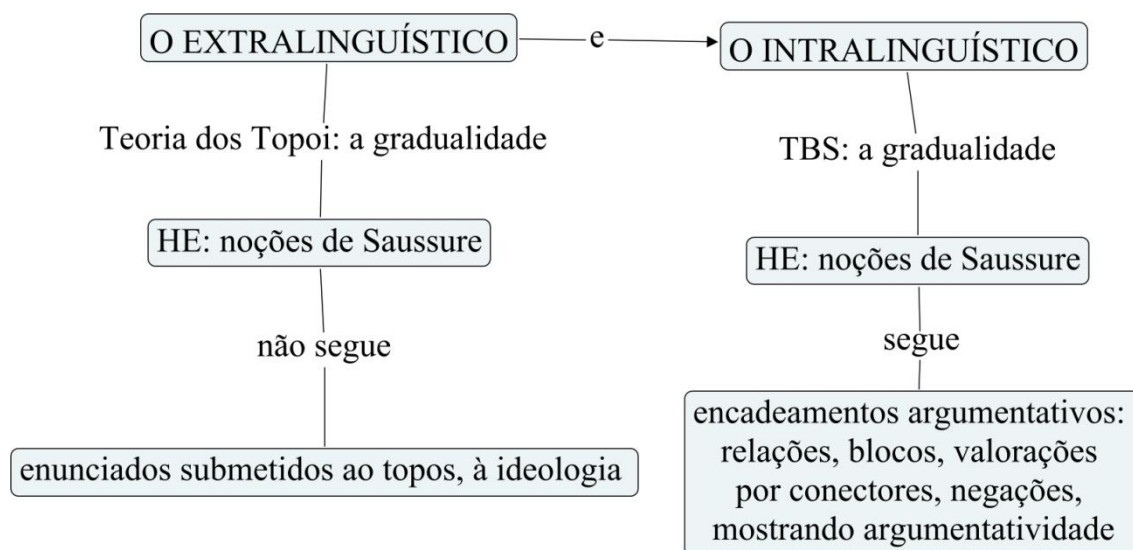 O EXTRALINGUÍSTICO
e
O INTRALINGUÍSTICO
Teoria dos Topoi: a gradualidade
TBS: a gradualidade
HE: noções de Saussure
HE: noções de Saussure
não segue
segue
enunciados submetidos ao topos, à ideologia
encadeamentos argumentativos:
relações, blocos, valorações
por conectores, negações,
mostrando argumentatividade